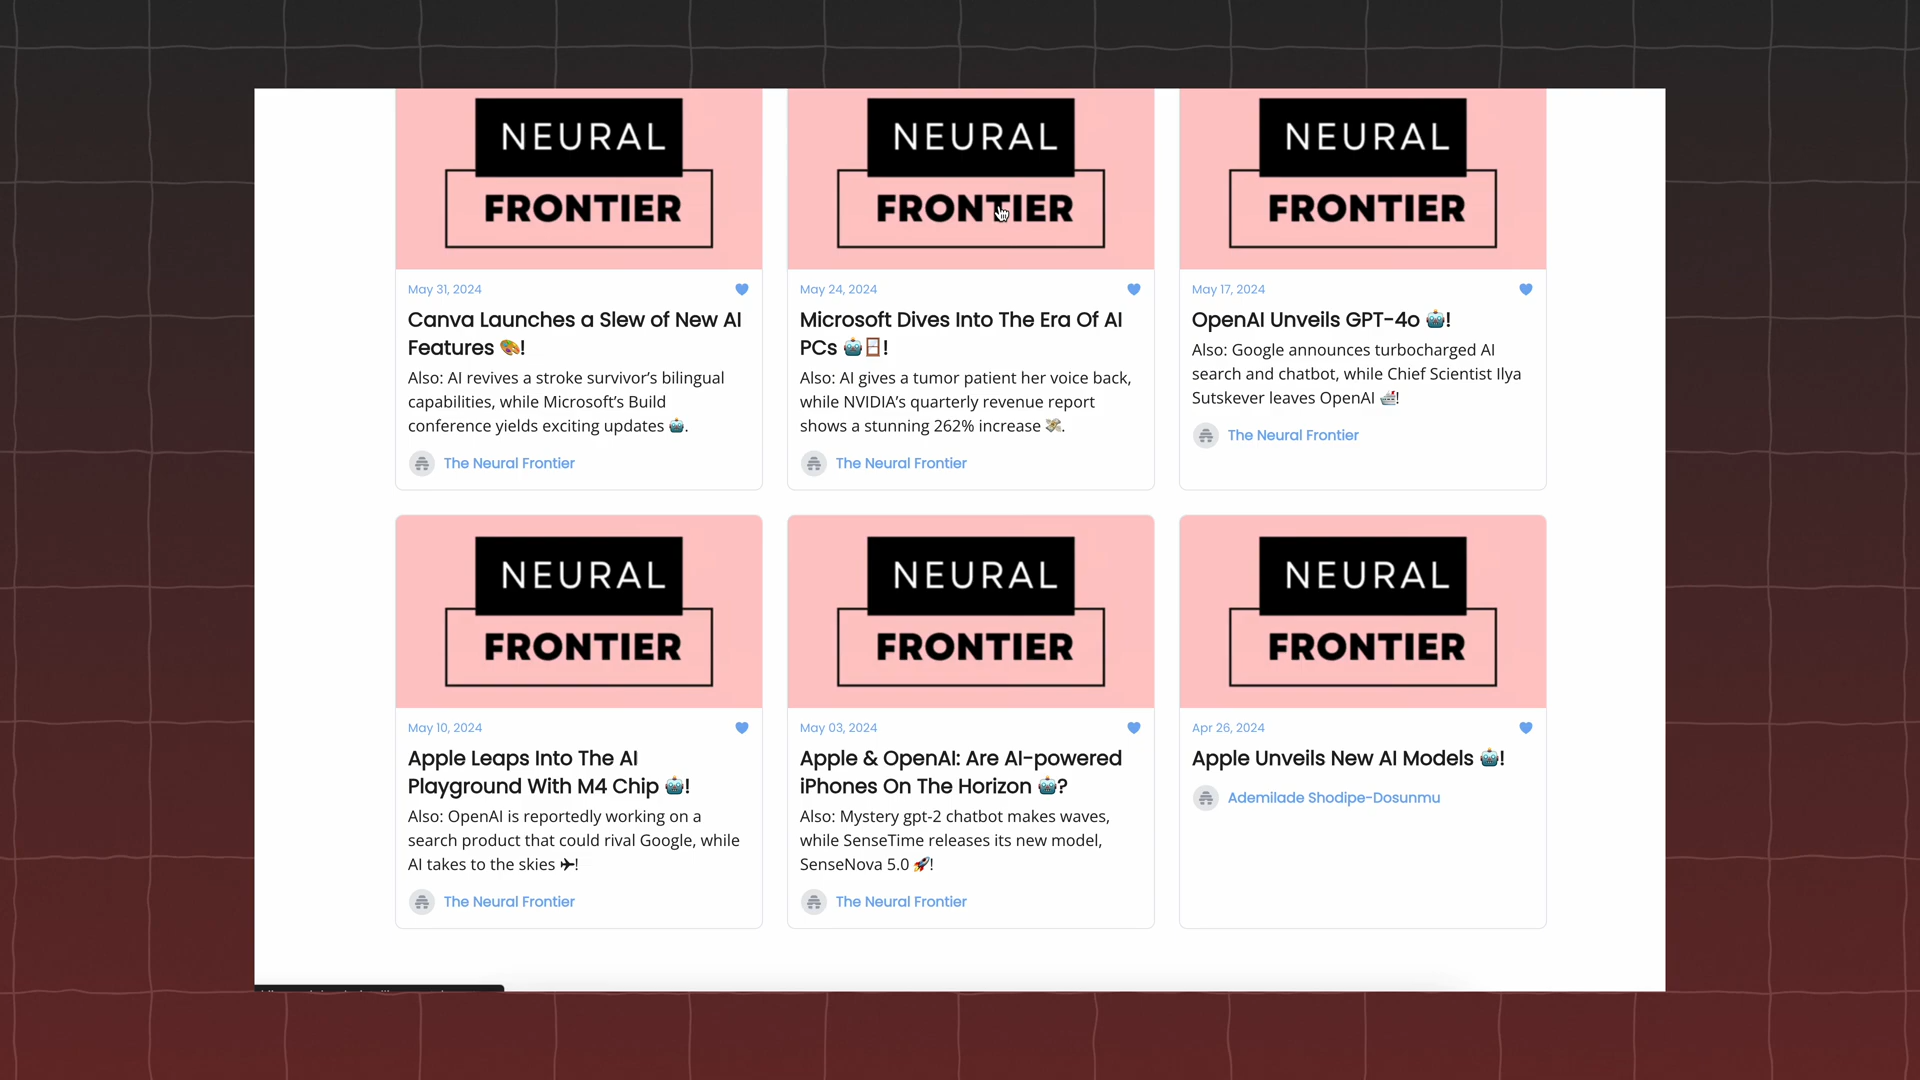 NEURAL
FRONTIER
May 31, 2024
Canva Launches a Slew of New AI
Features 🎨!
Also: AI revives a stroke survivor’s bilingual
capabilities, while Microsoft’s Build
conference yields exciting updates 🤖.
The Neural Frontier
NEURAL
FRONTIER
May 24, 2024
Microsoft Dives Into The Era Of AI
PCs 🤖🪟!
Also: AI gives a tumor patient her voice back,
while NVIDIA’s quarterly revenue report
shows a stunning 262% increase 💸.
The Neural Frontier
NEURAL
FRONTIER
May 17, 2024
OpenAI Unveils GPT-4o 🤖!
Also: Google announces turbocharged AI
search and chatbot, while Chief Scientist Ilya
Sutskever leaves OpenAI 🚢!
The Neural Frontier
NEURAL
FRONTIER
May 10, 2024
Apple Leaps Into The AI
Playground With M4 Chip 🤖!
Also: OpenAI is reportedly working on a
search product that could rival Google, while
AI takes to the skies ✈!
The Neural Frontier
NEURAL
FRONTIER
May 03, 2024
Apple & OpenAI: Are AI-powered
iPhones On The Horizon 🤖?
Also: Mystery gpt-2 chatbot makes waves,
while SenseTime releases its new model,
SenseNova 5.0 🚀!
The Neural Frontier
NEURAL
FRONTIER
Apr 26, 2024
Apple Unveils New AI Models 🤖!
Ademilade Shodipe-Dosunmu